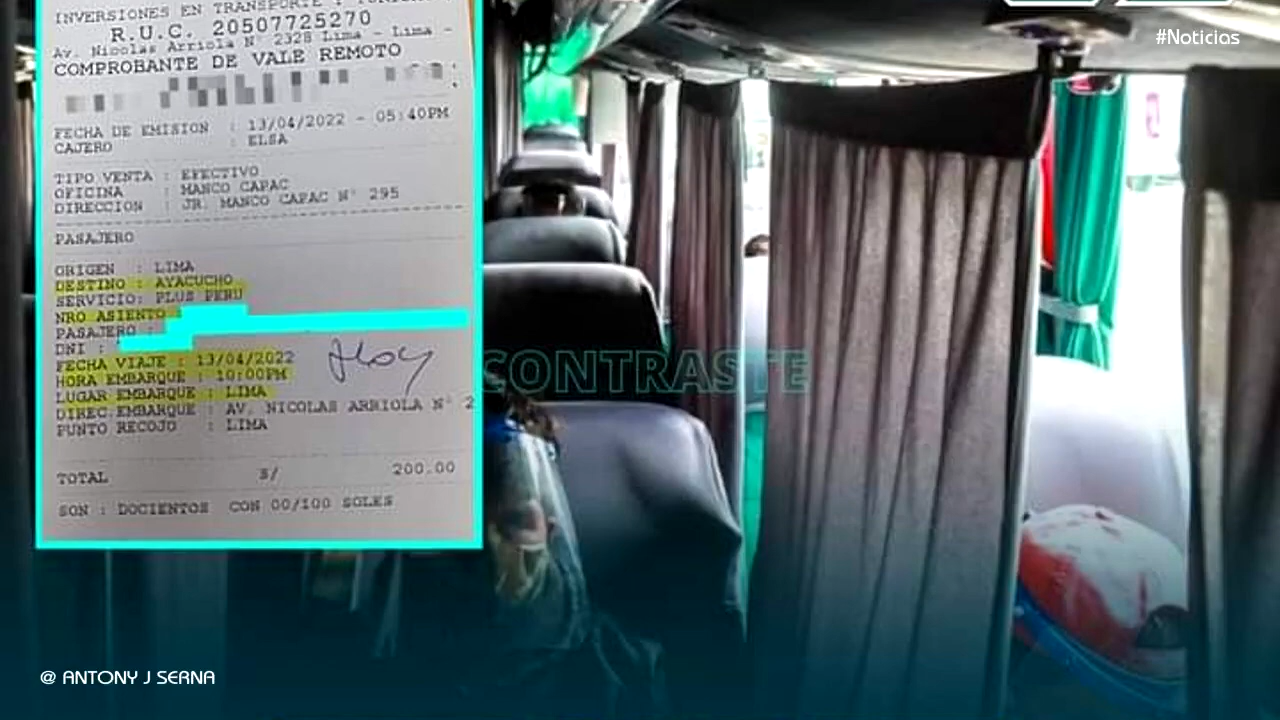 INVERSIONES EN TRANSPORTE Y
R.U.C. 20507725270
Av. Nicolas Arriola N° 2328 Lima - Lima -
COMPROBANTE DE VALE REMOTO
FECHA DE EMISION : 13/04/2022 - 05:40PM
CAJERO : ELSA
TIPO VENTA : EFECTIVO
OFICINA : MANCO CAPAC
DIRECCION : JR. MANCO CAPAC N° 295
PASAJERO
ORIGEN : LIMA
DESTINO : AYACUCHO
SERVICIO: PLUS PERU
NRO ASIENTO
PASAJERO :
DNI :
FECHA VIAJE : 13/04/2022
HORA EMBARQUE : 10:00PM
Hoy
LUGAR EMBARQUE : LIMA
DIREC.EMBARQUE : AV. NICOLAS ARRIOLA N° 2
PUNTO RECOJO : LIMA
TOTAL S/ 200.00
SON : DOCIENTOS CON 00/100 SOLES
#Noticias
CONTRASTE
@ ANTONY J SERNA